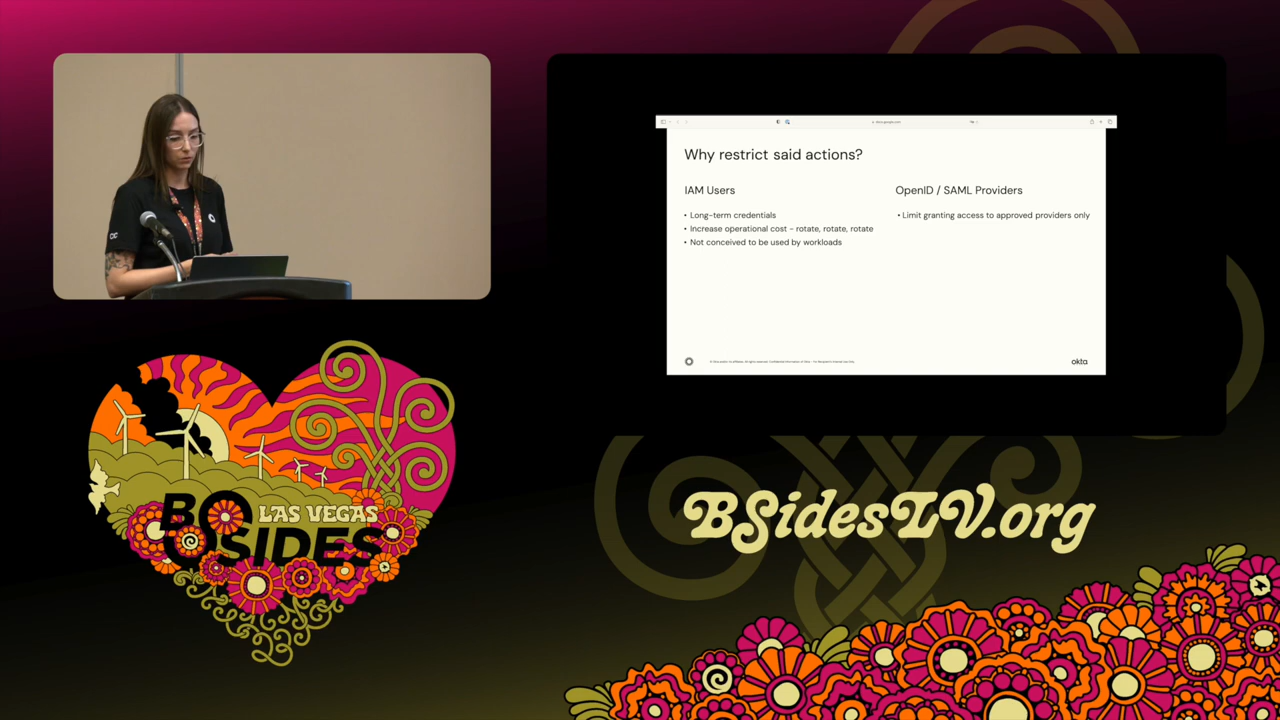 Why restrict said actions?
IAM Users
• Long-term credentials
• Increase operational cost - rotate, rotate, rotate
• Not conceived to be used by workloads
OpenID / SAML Providers
• Limit granting access to approved providers only
okta
BSIDES
LAS VEGAS
BSidesLV.org